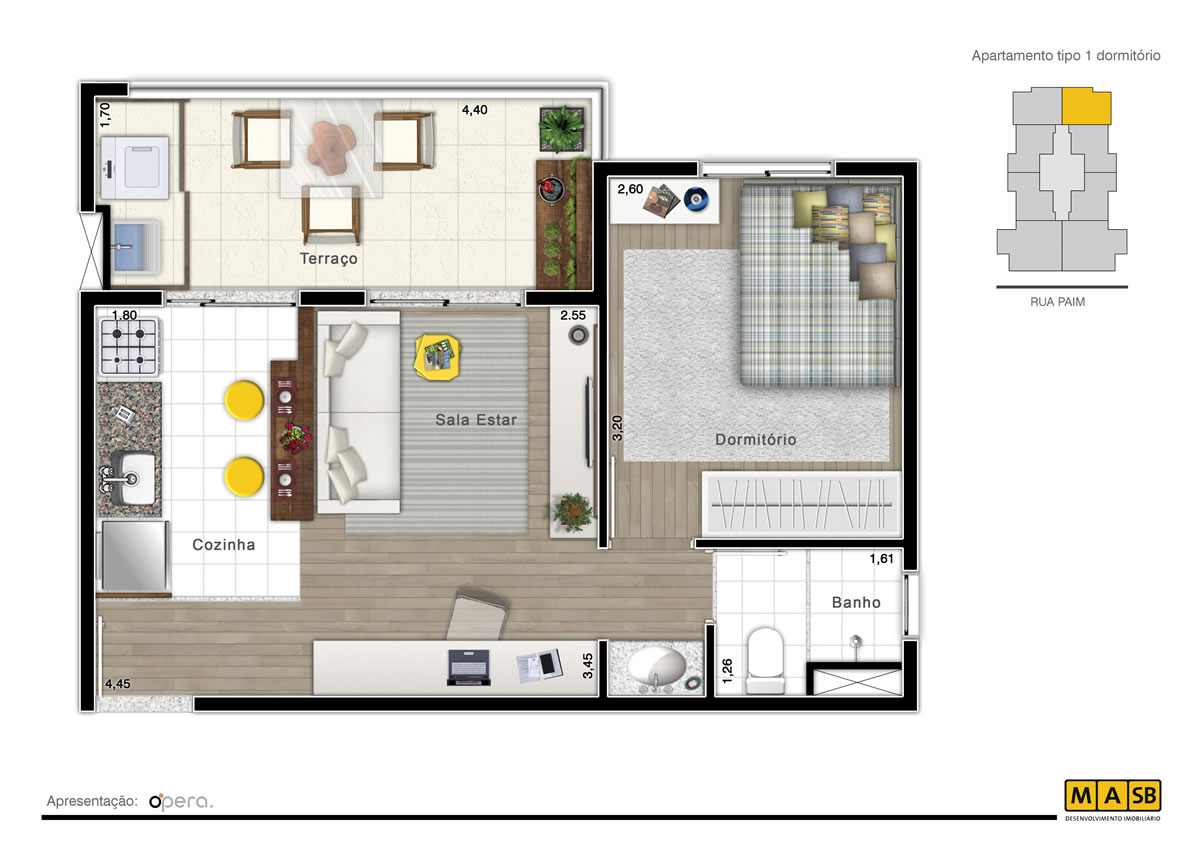 Apartamento tipo 1 dormitório
RUA PAIM
1,70
4,40
Terraço
2,60
1,80
2.55
Sala Estar
3,20
Dormitório
Cozinha
1,61
Banho
4,45
3,45
1,26
Apresentação: opera.
MASB
DESENVOLVIMENTO IMOBILIÁRIO